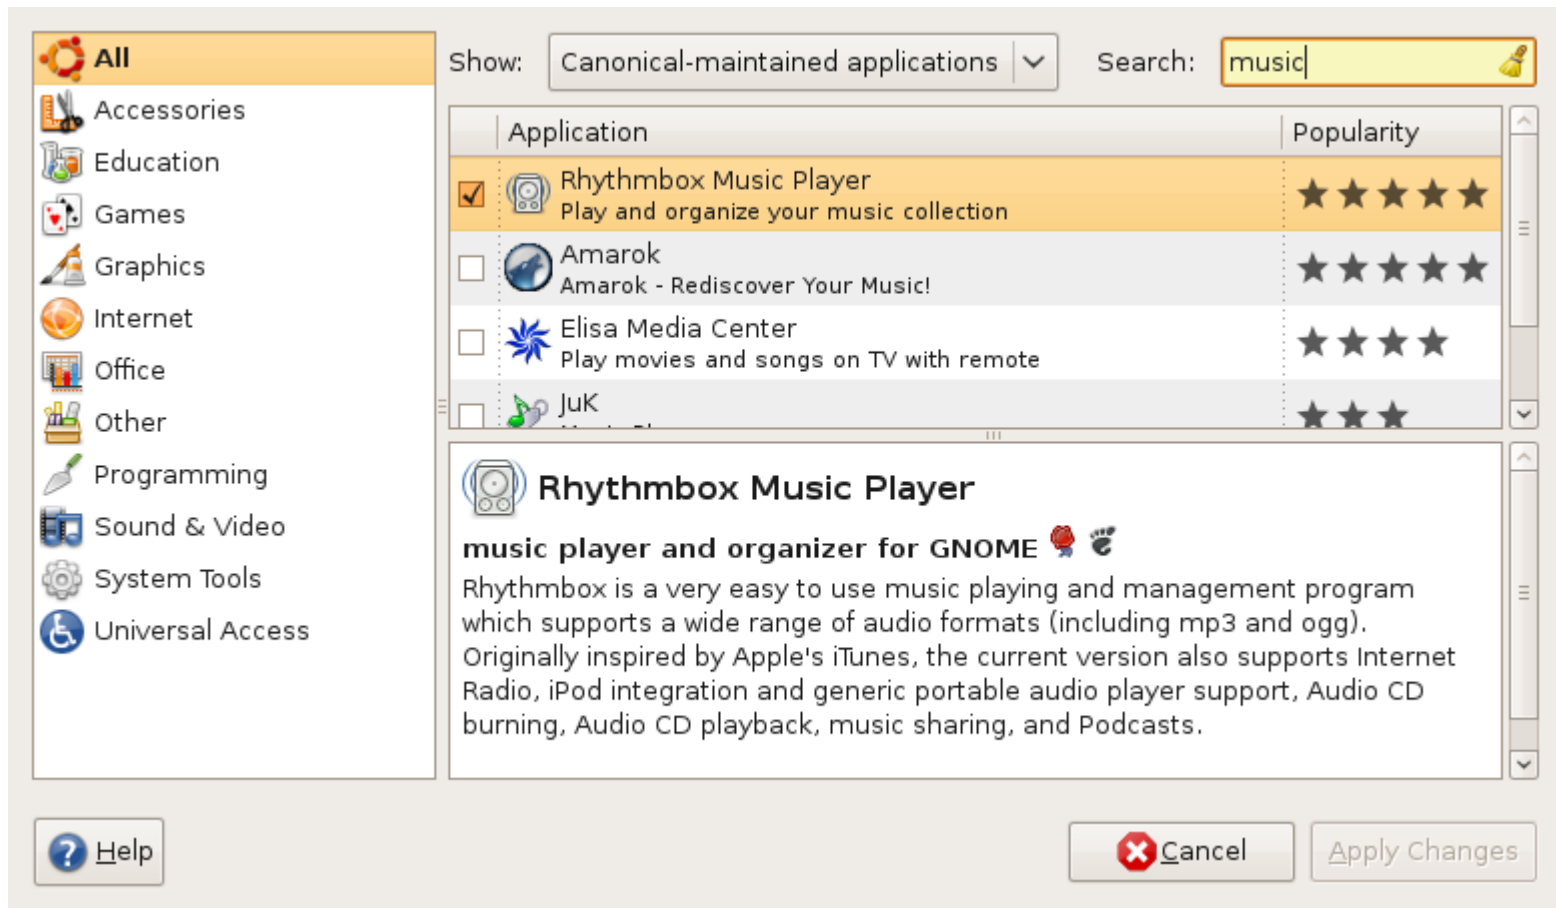 All
Accessories
Education
Games
Graphics
Internet
Office
Other
Programming
Sound & Video
System Tools
Universal Access
Show: Canonical-maintained applications Search: music
Application Popularity
Rhythmbox Music Player
Play and organize your music collection
Amarok
Amarok - Rediscover Your Music!
Elisa Media Center
Play movies and songs on TV with remote
JuK
Rhythmbox Music Player
music player and organizer for GNOME
Rhythmbox is a very easy to use music playing and management program
which supports a wide range of audio formats (including mp3 and ogg).
Originally inspired by Apple's iTunes, the current version also supports Internet
Radio, iPod integration and generic portable audio player support, Audio CD
burning, Audio CD playback, music sharing, and Podcasts.
Help Cancel Apply Changes